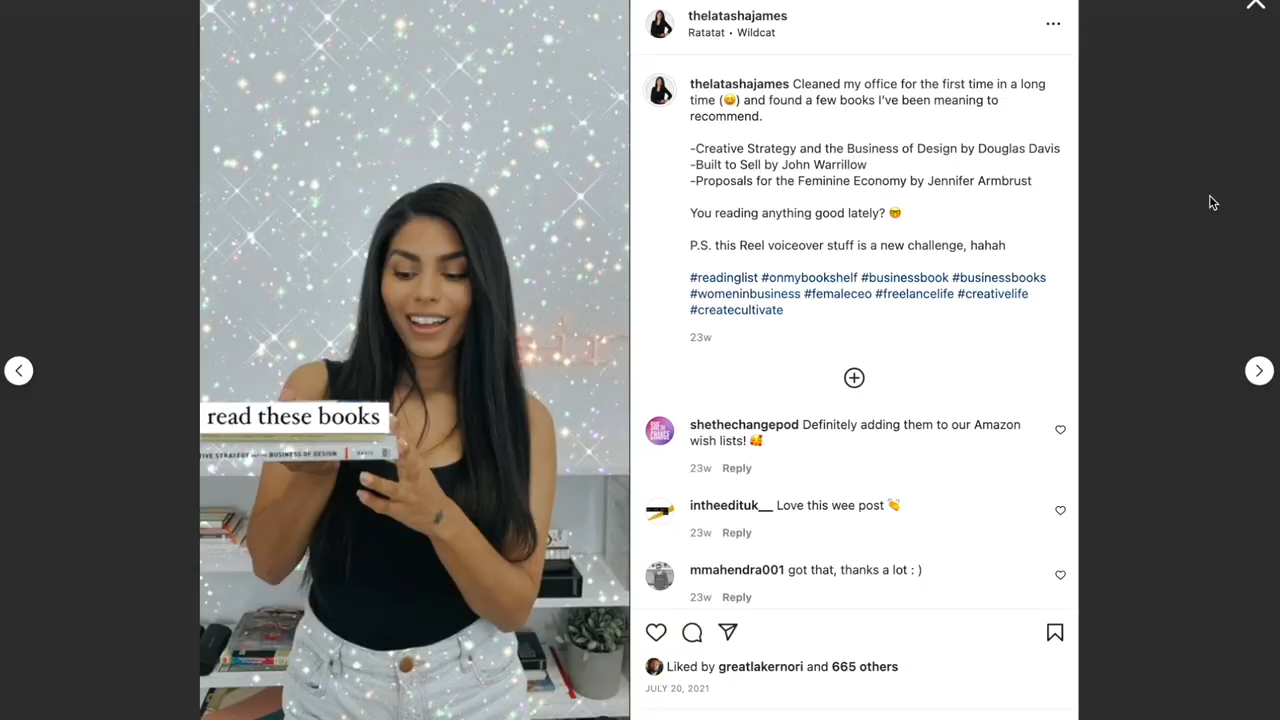 thelatashajames
Ratatat • Wildcat
thelatashajames Cleaned my office for the first time in a long
time (😄) and found a few books I've been meaning to
recommend.
-Creative Strategy and the Business of Design by Douglas Davis
-Built to Sell by John Warrillow
-Proposals for the Feminine Economy by Jennifer Armbrust
You reading anything good lately? 🤓
P.S. this Reel voiceover stuff is a new challenge, hahah
#readinglist #onmybookshelf #businessbook #businessbooks
#womeninbusiness #femaleceo #freelancelife #creativelife
#createcultivate
23w
read these books
BUSINESS OF DESIGN
shethechangepod Definitely adding them to our Amazon
wish lists! 🥰
23w Reply
intheedituk__ Love this wee post 👏
23w Reply
mmahendra001 got that, thanks a lot : )
23w Reply
Liked by greatlakernori and 665 others
JULY 20, 2021